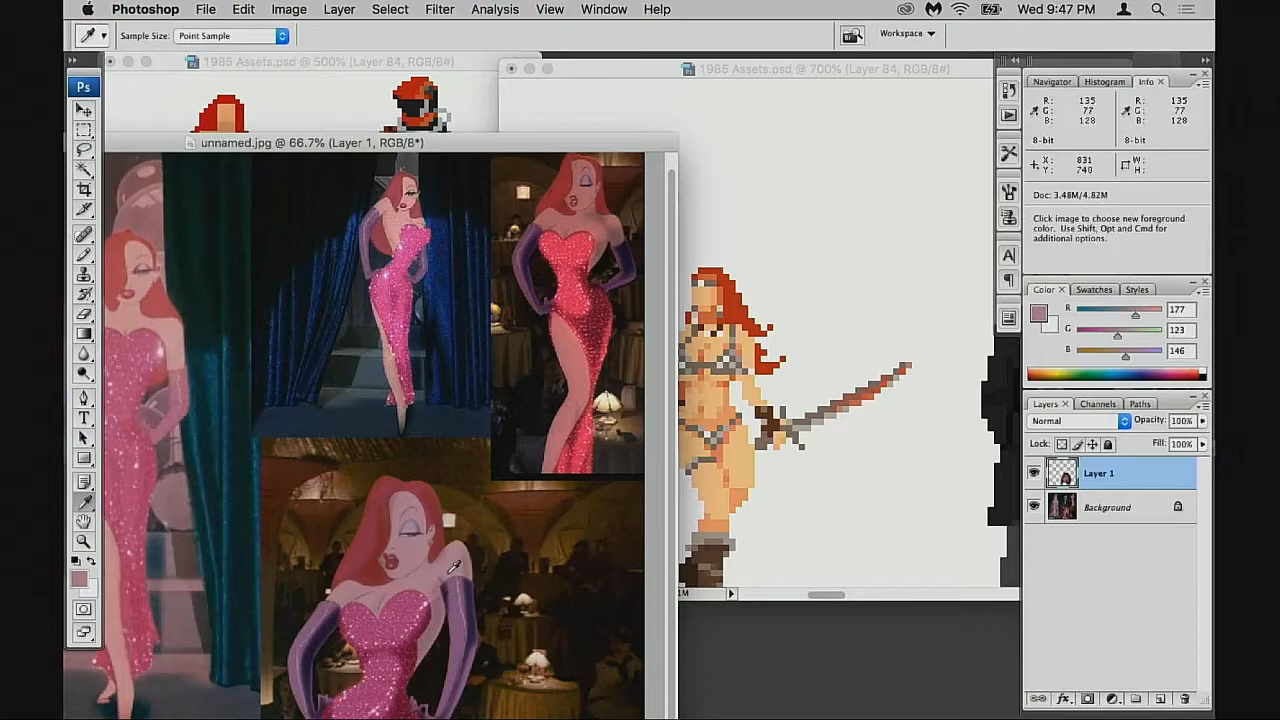 Photoshop File Edit Image Layer Select Filter Analysis View Window Help Wed 9:47 PM
Sample Size: Point Sample Workspace
1985 Assets.psd @ 500% (Layer 84, RGB/8#)
1985 Assets.psd @ 700% (Layer 84, RGB/8#)
unnamed.jpg @ 66.7% (Layer 1, RGB/8*)
Ps
Navigator Histogram Info
R: 135 R: 135
G: 77 G: 77
B: 128 B: 128
8-bit 8-bit
X: 831 W:
Y: 740 H:
Doc: 3.48M/4.82M
Click image to choose new foreground
color. Use Shift, Opt and Cmd for
additional options.
Color Swatches Styles
R 177
G 123
B 146
Layers Channels Paths
Normal Opacity: 100%
Lock: Fill: 100%
Layer 1
Background